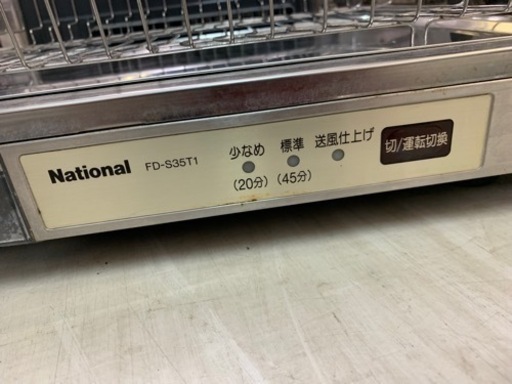 National FD-S35T1
少なめ 標準 送風仕上げ
(20分) (45分)
切/運転切換